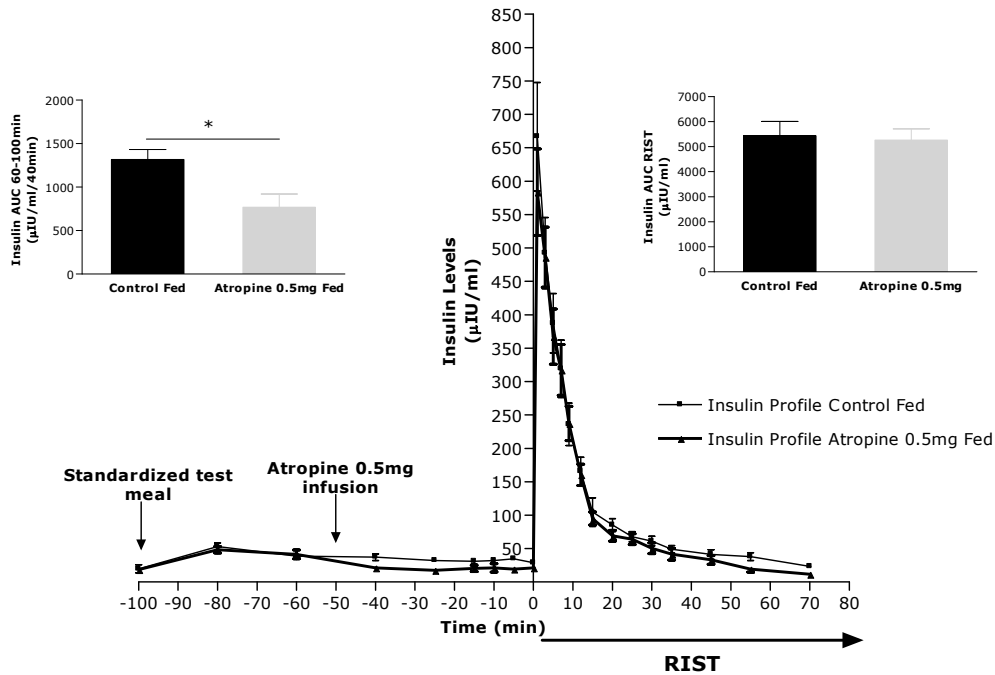 850
800
750
700
650
600
550
500
450
400
350
300
250
200
150
100
50
Insulin Levels
(µIU/ml)
2000
1500
1000
500
0
Insulin AUC 60-100min
(µIU/ml/40min)
*
Control Fed
Atropine 0.5mg Fed
7000
6000
5000
4000
3000
2000
1000
0
Insulin AUC RIST
(µIU/ml)
Control Fed
Atropine 0.5mg
Insulin Profile Control Fed
Insulin Profile Atropine 0.5mg Fed
Standardized test
meal
Atropine 0.5mg
infusion
-100 -90 -80 -70 -60 -50 -40 -30 -20 -10 0 10 20 30 40 50 60 70 80
Time (min)
RIST